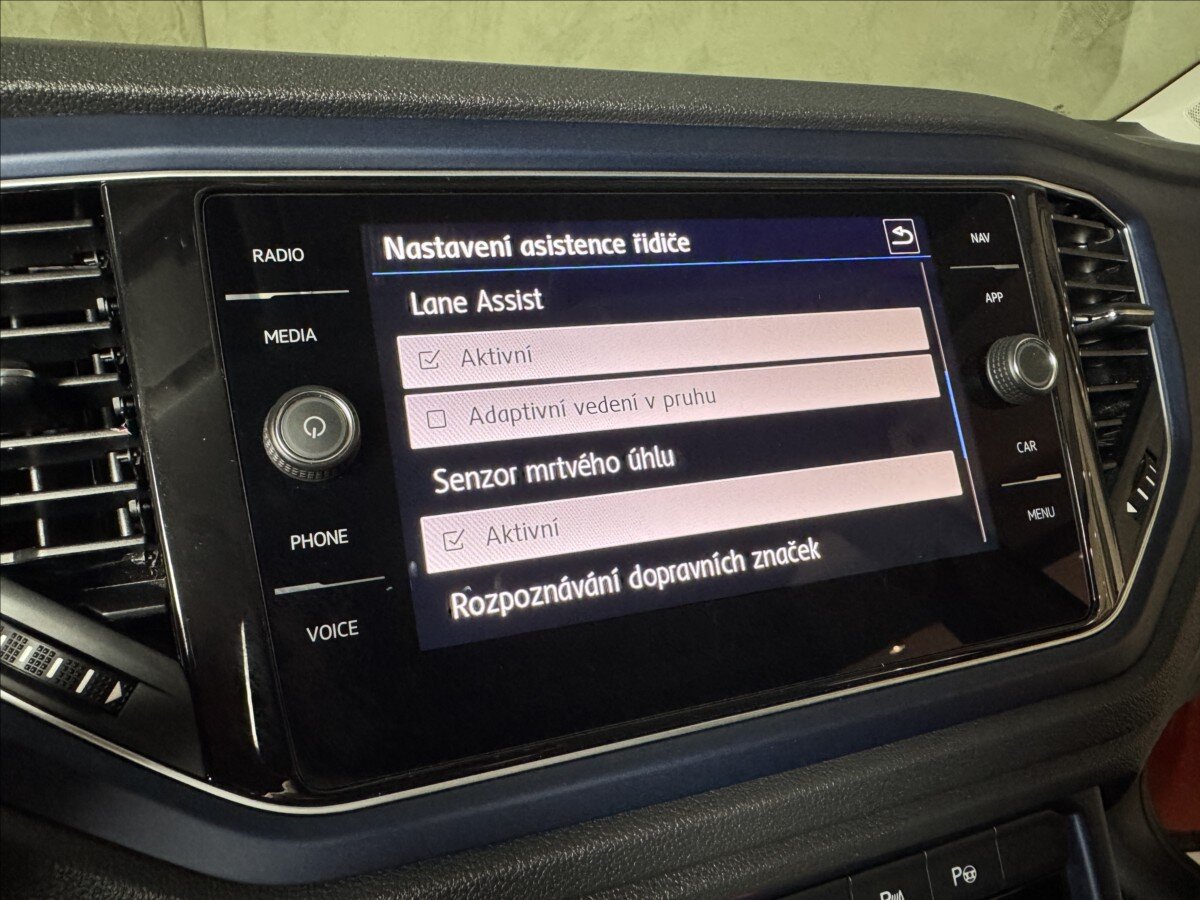 RADIO
MEDIA
PHONE
VOICE
Nastavení asistence řidiče
Lane Assist
Aktivní
Adaptivní vedení v pruhu
Senzor mrtvého úhlu
Aktivní
Rozpoznávání dopravních značek
NAV
APP
CAR
MENU
P
P